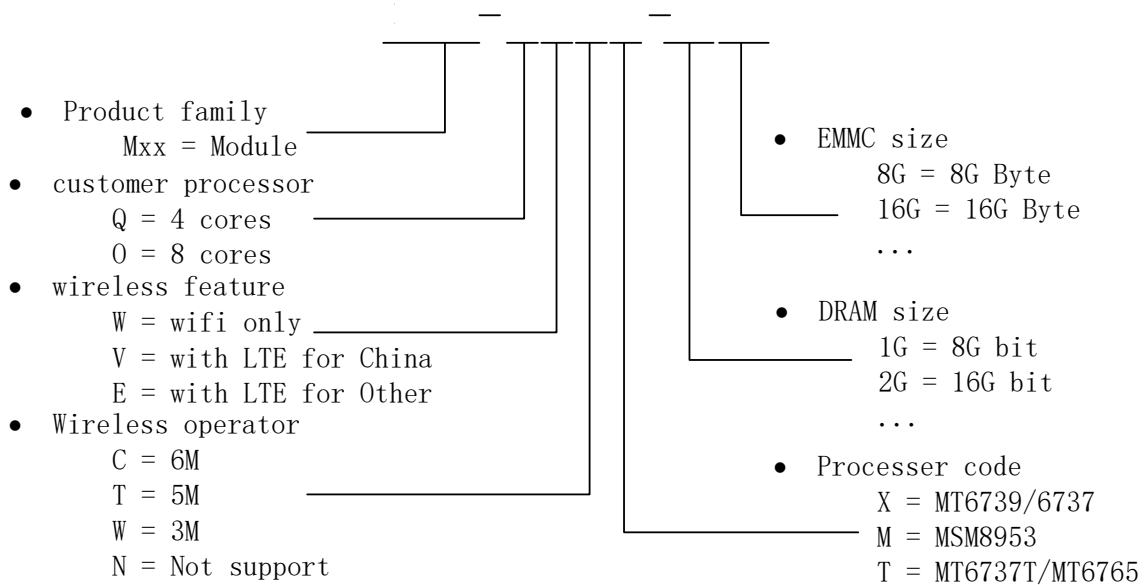 • Product family
Mxx = Module
• customer processor
Q = 4 cores
O = 8 cores
• wireless feature
W = wifi only
V = with LTE for China
E = with LTE for Other
• Wireless operator
C = 6M
T = 5M
W = 3M
N = Not support
• EMMC size
8G = 8G Byte
16G = 16G Byte
...
• DRAM size
1G = 8G bit
2G = 16G bit
...
• Processer code
X = MT6739/6737
M = MSM8953
T = MT6737T/MT6765